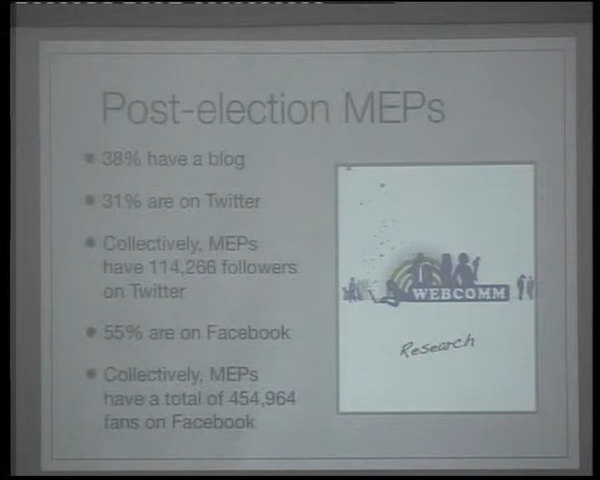 Post-election MEPs
38% have a blog
31% are on Twitter
Collectively, MEPs
have 114,266 followers
on Twitter
55% are on Facebook
Collectively, MEPs
have a total of 454,964
fans on Facebook
WEBCOMM
Research